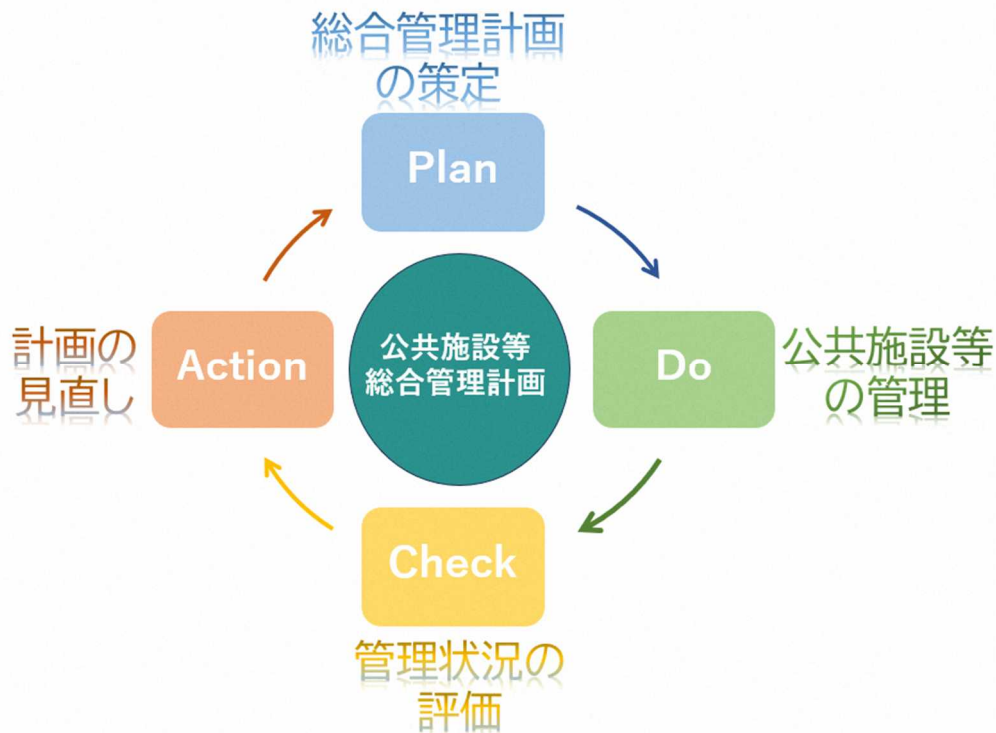 総合管理計画
の策定
Plan
計画の
見直し
Action
公共施設等
総合管理計画
Do
公共施設等
の管理
Check
管理状況の
評価